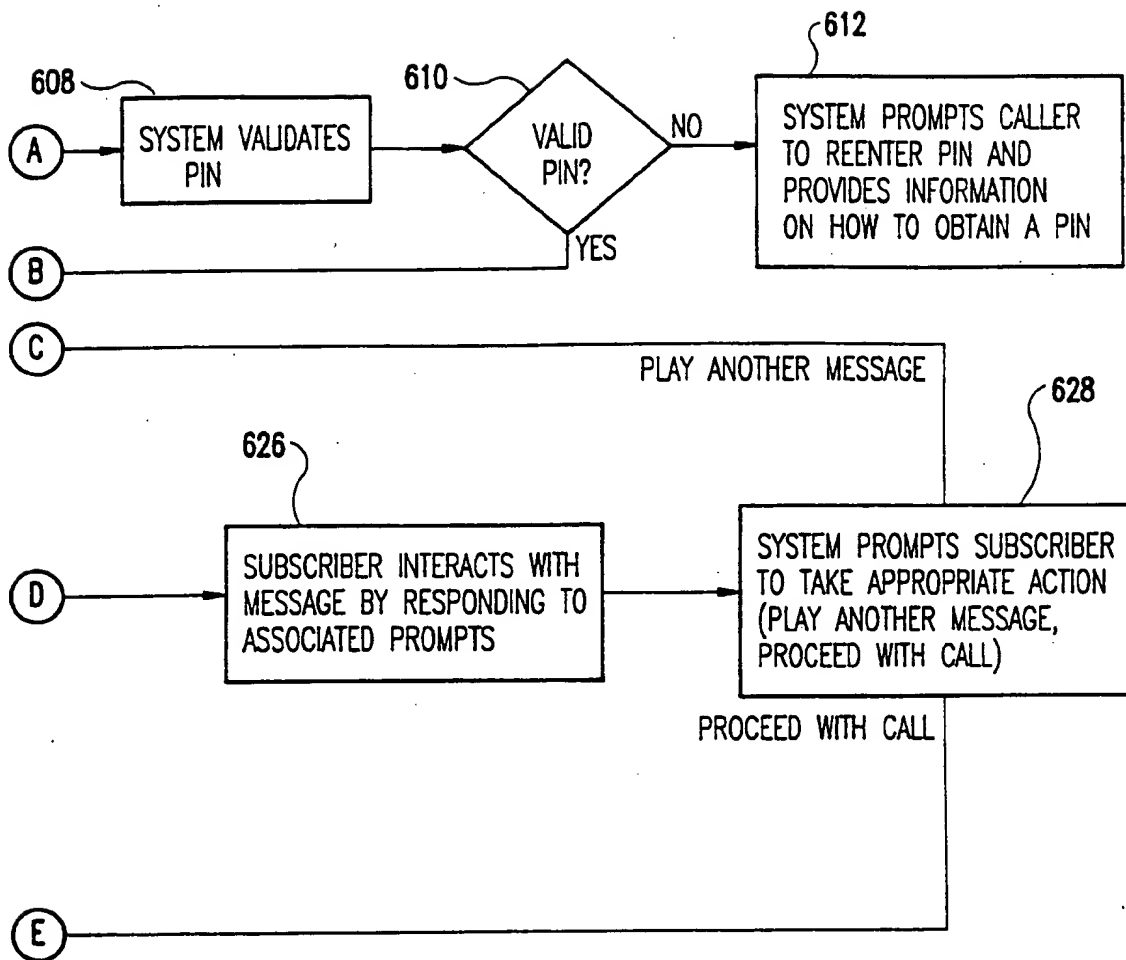 612
608
610
A
SYSTEM VALIDATES
PIN
VALID
PIN?
NO
SYSTEM PROMPTS CALLER
TO REENTER PIN AND
PROVIDES INFORMATION
ON HOW TO OBTAIN A PIN
YES
B
C
PLAY ANOTHER MESSAGE
628
626
D
SUBSCRIBER INTERACTS WITH
MESSAGE BY RESPONDING TO
ASSOCIATED PROMPTS
SYSTEM PROMPTS SUBSCRIBER
TO TAKE APPROPRIATE ACTION
(PLAY ANOTHER MESSAGE,
PROCEED WITH CALL)
PROCEED WITH CALL
E